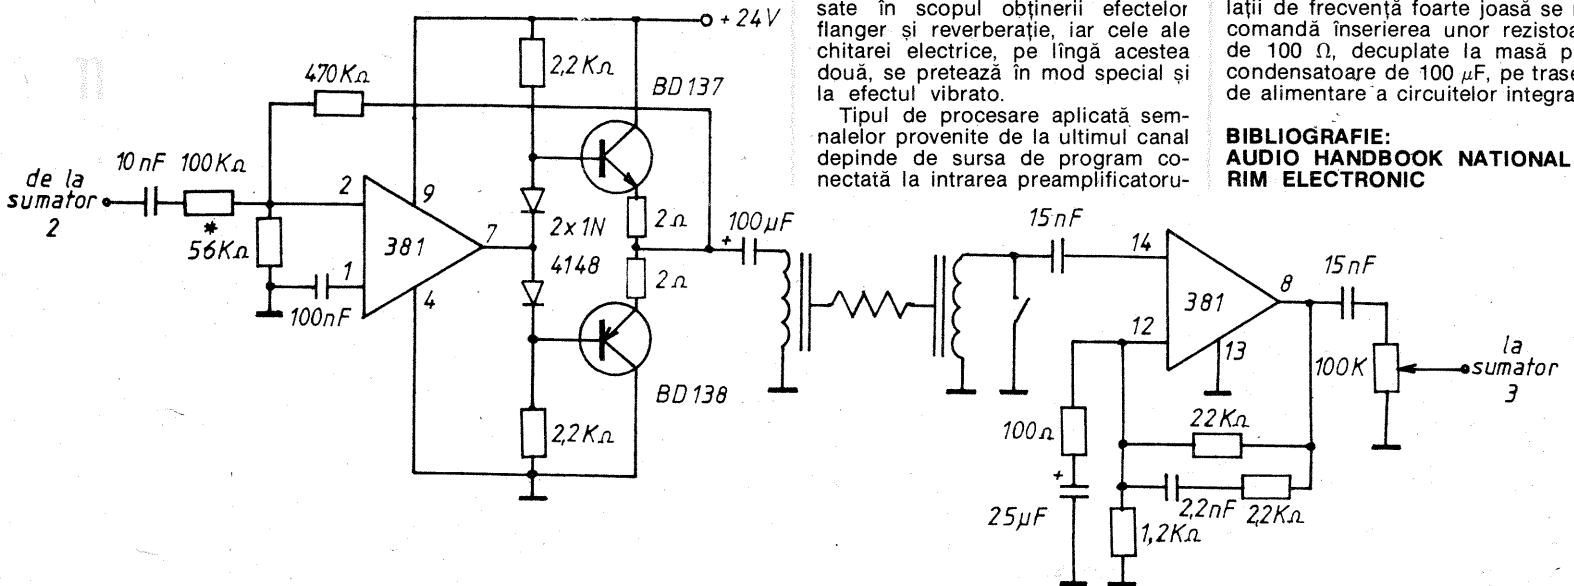 sate în scopul obținerii efectelor
flanger și reverberație, iar cele ale
chitarei electrice, pe lîngă acestea
două, se pretează în mod special și
la efectul vibrato.
Tipul de procesare aplicată sem-
nalelor provenite de la ultimul canal
depinde de sursa de program co-
nectată la intrarea preamplificatoru-
lații de frecvență foarte joasă se
comandă înserierea unor
de 100 Ω, decuplate la masă
condensatoare de 100 μF, pe
de alimentare a circuitelor
BIBLIOGRAFIE:
AUDIO HANDBOOK NATIONAL
RIM ELECTRONIC
+ 24V
2,2KΩ
470KΩ
BD137
10nF 100KΩ
de la
sumator
2
*
56KΩ
2
9
381
7
1
4
100nF
2x1N
4148
2Ω
2Ω
100μF
+
BD138
2,2KΩ
15nF
14
381
8
12
13
15nF
100K
la
sumator
3
100Ω
22KΩ
+
25μF
2,2nF
2,2KΩ
1,2KΩ